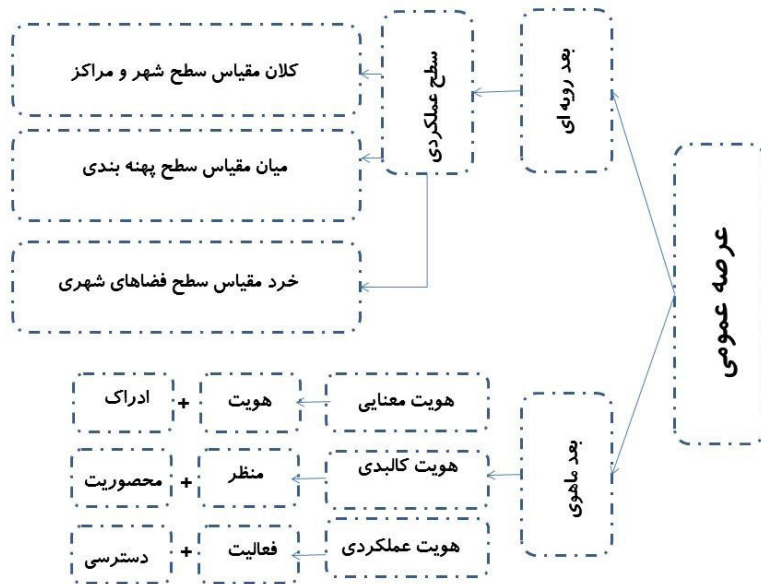 عرصه عمومی
بعد رویه ای
سطح عملکردی
کلان مقیاس سطح شهر و مراکز
میان مقیاس سطح پهنه بندی
خرد مقیاس سطح فضاهای شهری
بعد ماهوی
هویت معنایی
هویت + ادراک
هویت کالبدی
منظر + محصوریت
هویت عملکردی
فعالیت + دسترسی